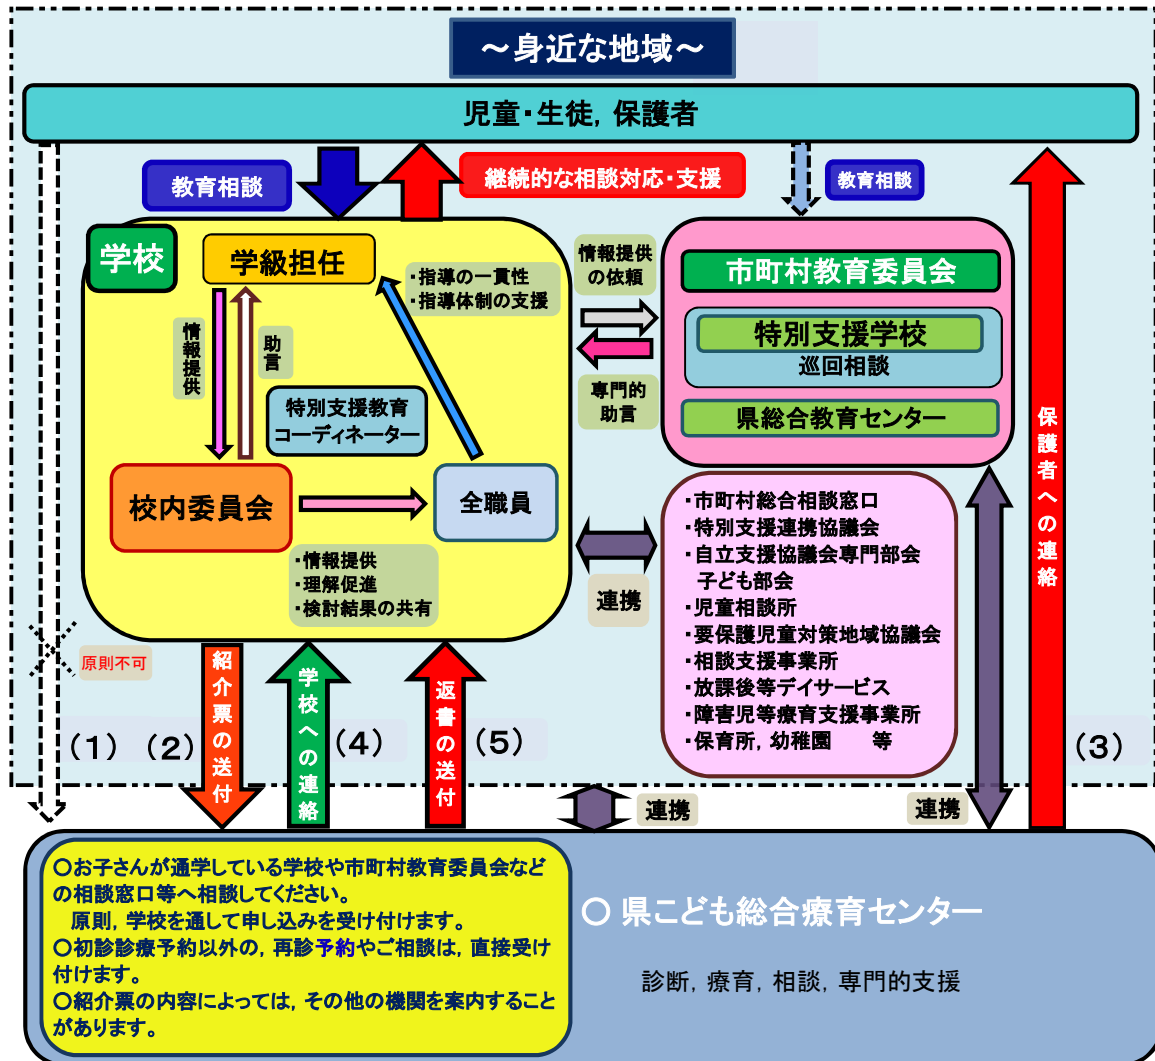 ～身近な地域～
児童・生徒，保護者
教育相談
継続的な相談対応・支援
教育相談
学校
学級担任
・指導の一貫性
・指導体制の支援
情報提供
助言
特別支援教育
コーディネーター
校内委員会
全職員
・情報提供
・理解促進
・検討結果の共有
情報提供
の依頼
専門的
助言
市町村教育委員会
特別支援学校
巡回相談
県総合教育センター
連携
・市町村総合相談窓口
・特別支援連携協議会
・自立支援協議会専門部会
子ども部会
・児童相談所
・要保護児童対策地域協議会
・相談支援事業所
・放課後等デイサービス
・障害児等療育支援事業所
・保育所，幼稚園　　等
保護者への連絡
原則不可
（1）
（2）
紹介票の送付
学校への連絡
（4）
返書の送付
（5）
（3）
連携
連携
○お子さんが通学している学校や市町村教育委員会など
の相談窓口等へ相談してください。
原則，学校を通して申し込みを受け付けます。
○初診診療予約以外の，再診予約やご相談は，直接受け
付けます。
○紹介票の内容によっては，その他の機関を案内すること
があります。
○ 県こども総合療育センター
診断，療育，相談，専門的支援